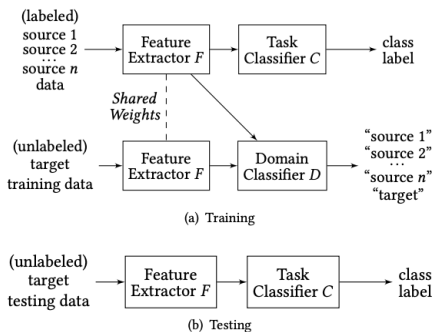 (labeled)
source 1
source 2
...
source n
data
Feature
Extractor F
Task
Classifier C
class
label
Shared
Weights
(unlabeled)
target
training data
Feature
Extractor F
Domain
Classifier D
“source 1”
“source 2”
...
“source n”
“target”
(a) Training
(unlabeled)
target
testing data
Feature
Extractor F
Task
Classifier C
class
label
(b) Testing